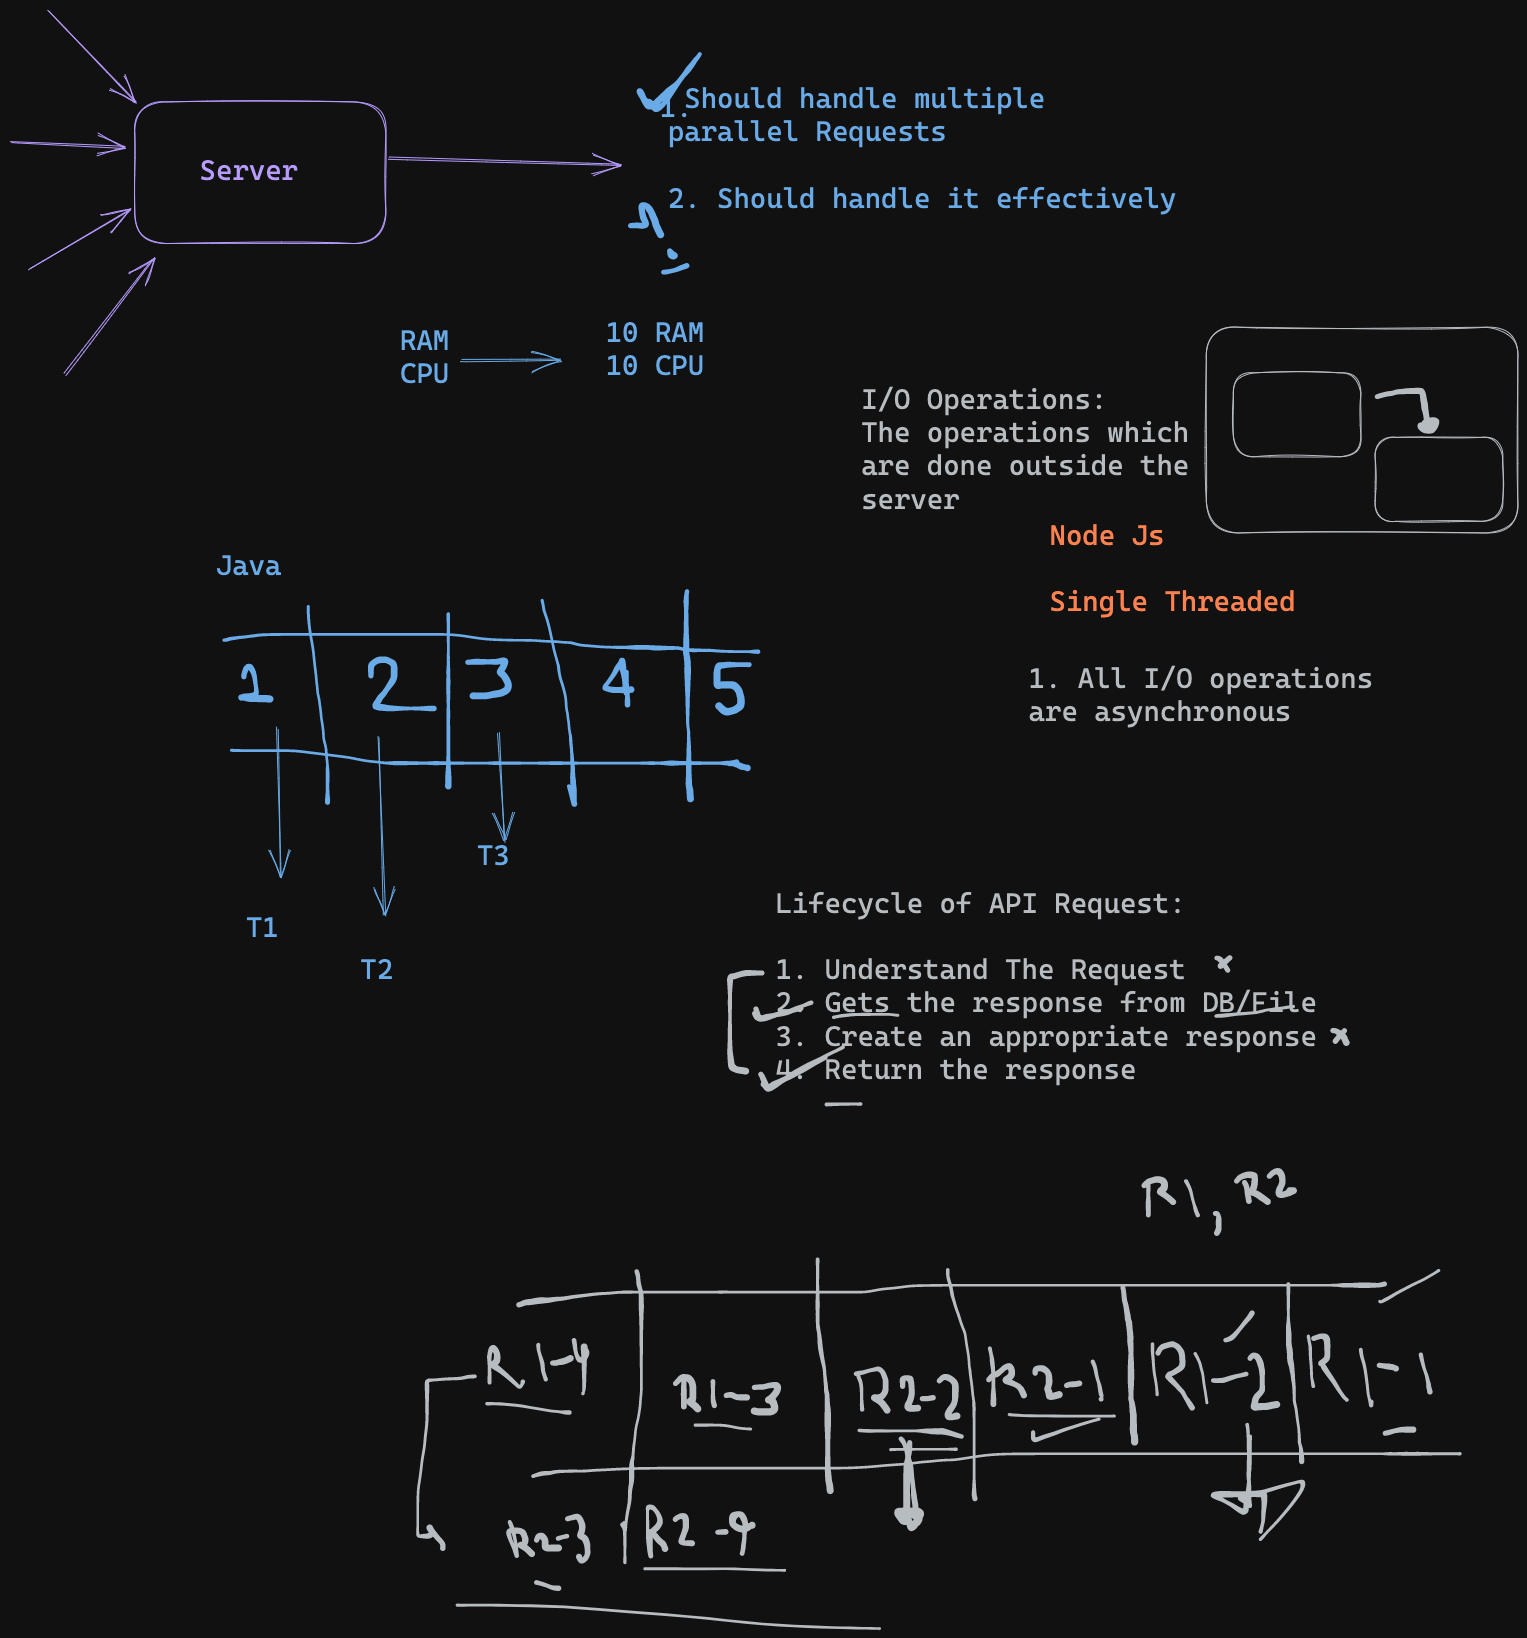 Server
1. Should handle multiple
parallel Requests
2. Should handle it effectively
RAM
CPU
10 RAM
10 CPU
I/O Operations:
The operations which
are done outside the
server
Node Js
Single Threaded
1. All I/O operations
are asynchronous
Java
1 2 3 4 5
T3
T1
T2
Lifecycle of API Request:
1. Understand The Request
2. Gets the response from DB/File
3. Create an appropriate response
4. Return the response
R1, R2
R1-4 R1-3 R2-2 R2-1 R1-2 R1-1
R2-3 R2-4